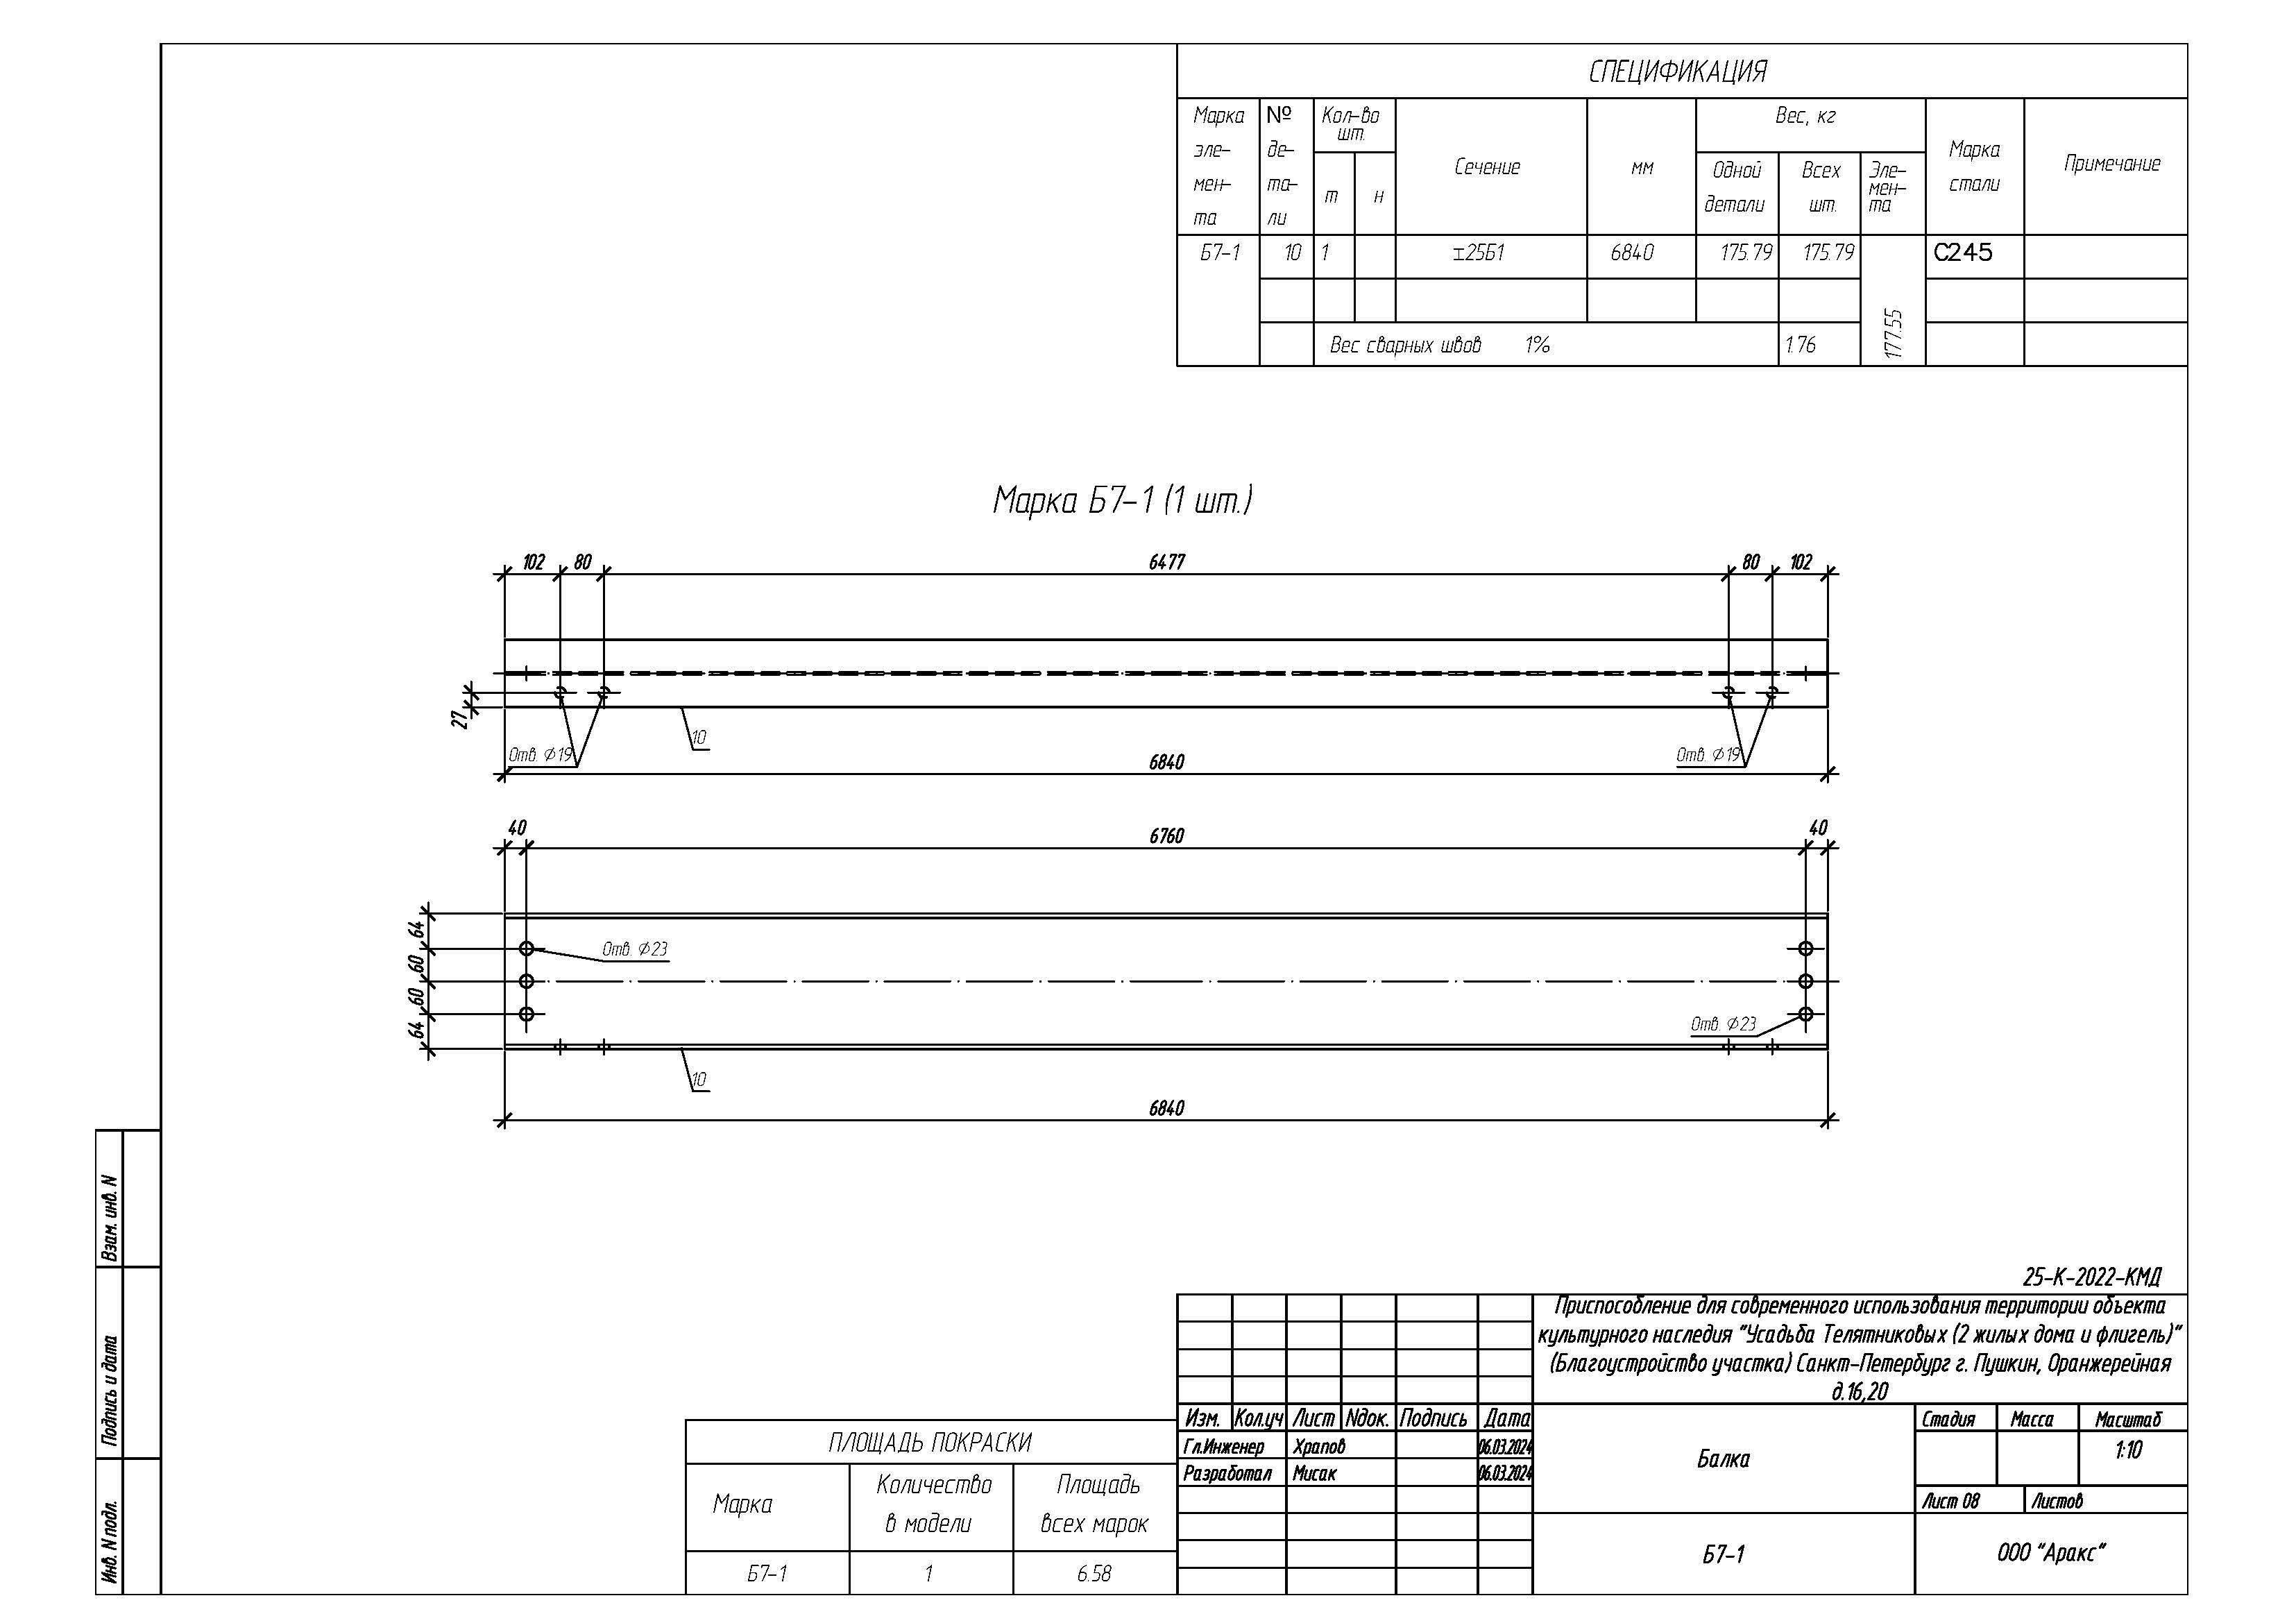 СПЕЦИФИКАЦИЯ
Марка эле- мен- та
№ де- та- ли
Кол-во шт.
т
н
Сечение
мм
Вес, кг
Одной детали
Всех шт.
Эле- мен- та
Марка стали
Примечание
Б7-1 10 1 ⌶25Б1 6840 175.79 175.79 С245
177.55
Вес сварных швов 1% 1.76
Марка Б7-1 (1 шт.)
102 80 6477 80 102
27
Отв. ⌀19
10
Отв. ⌀19
6840
40 6760 40
64
60
60
64
Отв. ⌀23
Отв. ⌀23
10
6840
Взам. инв. N
Подпись и дата
Инв. N подл.
25-К-2022-КМД
Приспособление для современного использования территории объекта
культурного наследия "Усадьба Телятниковых (2 жилых дома и флигель)"
(Благоустройство участка) Санкт-Петербург г. Пушкин, Оранжерейная
д.16,20
Изм. Кол.уч Лист Nдок. Подпись Дата
Гл.Инженер Храпов 06.03.2024
Разработал Мисак 06.03.2024
Балка
Стадия Масса Масштаб
1:10
Лист 08 Листов
Б7-1
ООО "Аракс"
ПЛОЩАДЬ ПОКРАСКИ
Марка
Количество в модели
Площадь всех марок
Б7-1 1 6.58